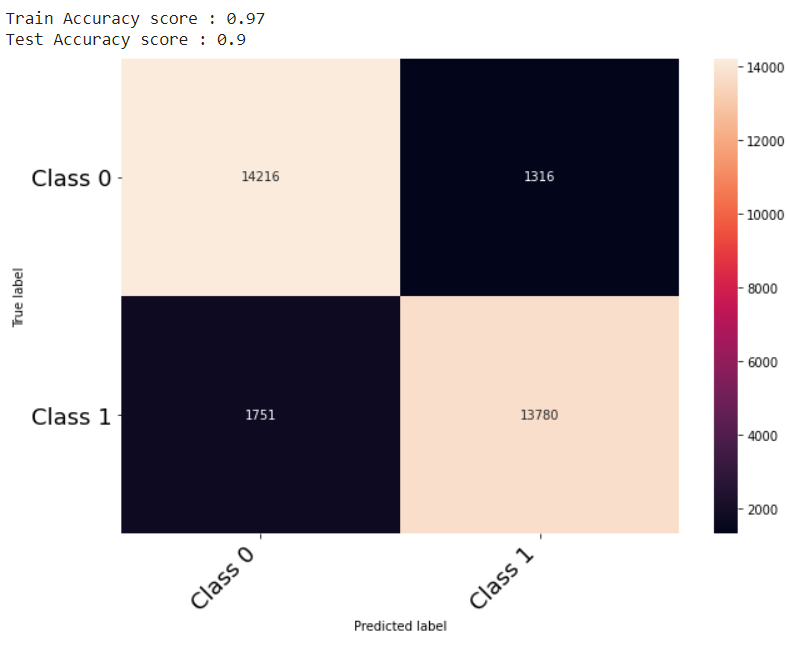 Train Accuracy score : 0.97
Test Accuracy score : 0.9
14000
12000
10000
8000
6000
4000
2000
Class 0
14216
1316
True label
Class 1
1751
13780
Class 0
Class 1
Predicted label